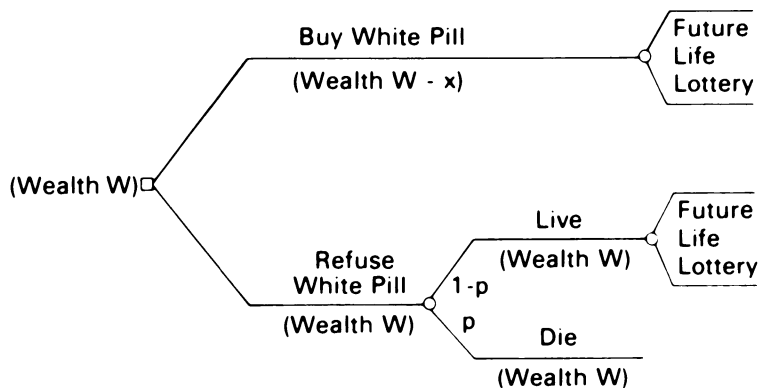 Buy White Pill
(Wealth W - x)
Future
Life
Lottery
(Wealth W)
Refuse
White Pill
(Wealth W)
1-p
p
Live
(Wealth W)
Future
Life
Lottery
Die
(Wealth W)